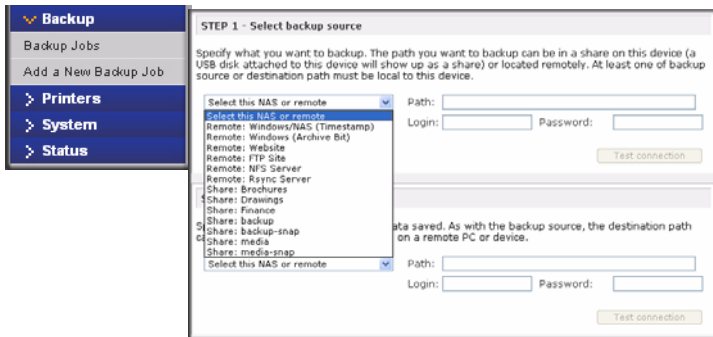 Backup
Backup Jobs
Add a New Backup Job
Printers
System
Status
STEP 1 - Select backup source
Specify what you want to backup. The path you want to backup can be in a share on this device (a
USB disk attached to this device will show up as a share) or located remotely. At least one of backup
source or destination path must be local to this device.
Select this NAS or remote
Path:
Login:
Password:
Test connection
Select this NAS or remote
Remote: Windows/NAS (Timestamp)
Remote: Windows (Archive Bit)
Remote: Website
Remote: FTP Site
Remote: NFS Server
Remote: Rsync Server
Share: Brochures
Share: Drawings
Share: Finance
Share: backup
Share: backup-snap
Share: media
Share: media-snap
ata saved. As with the backup source, the destination path
on a remote PC or device.
Select this NAS or remote
Path:
Login:
Password:
Test connection